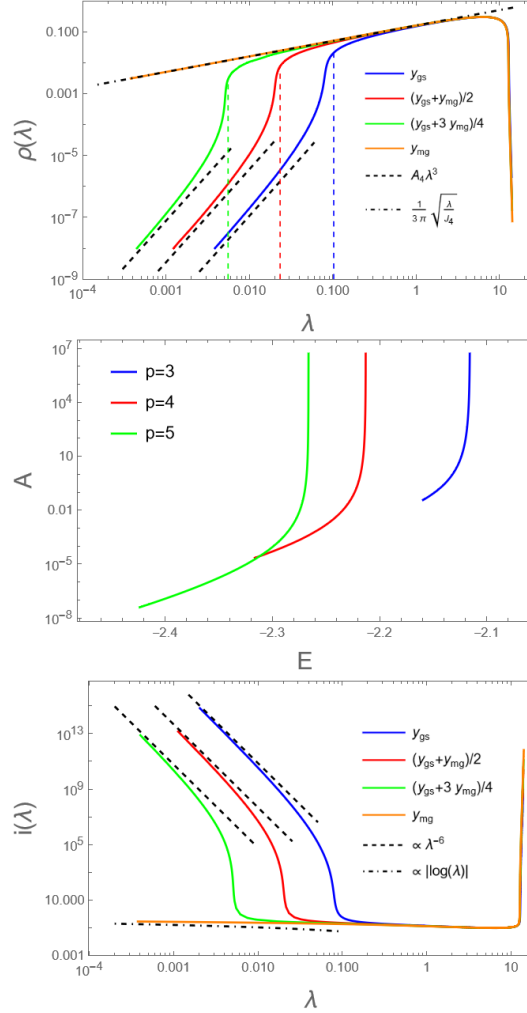 ρ(λ)
0.100
0.001
10⁻⁵
10⁻⁷
10⁻⁹
10⁻⁴
0.001
0.010
0.100
1
10
λ
y_gs
(y_gs+y_mg)/2
(y_gs+3 y_mg)/4
y_mg
A₄λ³
1/(3 π) √(λ/J₄)
A
10⁷
10⁴
10
0.01
10⁻⁵
10⁻⁸
−2.4
−2.3
−2.2
−2.1
E
p=3
p=4
p=5
i(λ)
10¹³
10⁹
10⁵
10.000
0.001
10⁻⁴
0.001
0.010
0.100
1
10
λ
y_gs
(y_gs+y_mg)/2
(y_gs+3 y_mg)/4
y_mg
∝ λ⁻⁶
∝ |log(λ)|